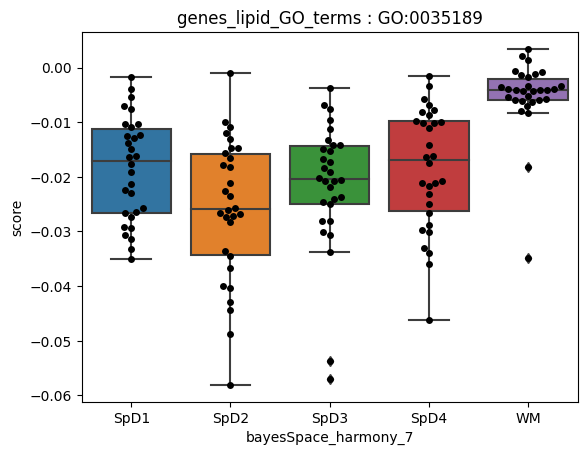 genes_lipid_GO_terms : GO:0035189
score
0.00
−0.01
−0.02
−0.03
−0.04
−0.05
−0.06
SpD1 SpD2 SpD3 SpD4 WM
bayesSpace_harmony_7